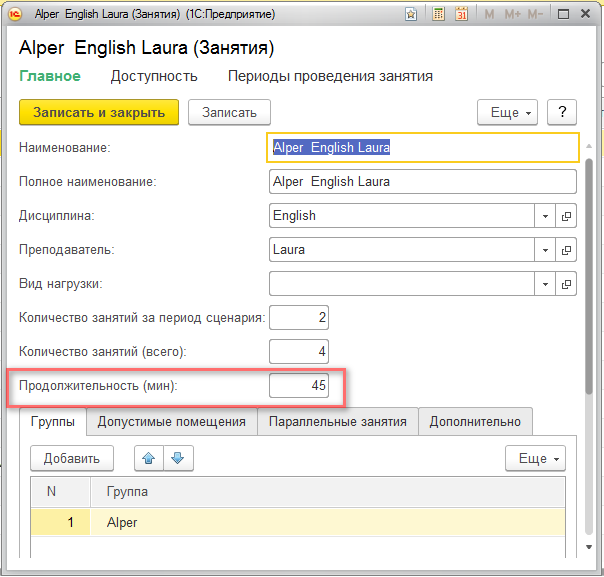 Alper English Laura (Занятия) (1С:Предприятие)
M M+ M-
31
Alper English Laura (Занятия)
Главное Доступность Периоды проведения занятия
Записать и закрыть Записать Еще ?
Наименование: Alper English Laura
Полное наименование: Alper English Laura
Дисциплина: English
Преподаватель: Laura
Вид нагрузки:
Количество занятий за период сценария: 2
Количество занятий (всего): 4
Продолжительность (мин): 45
Группы Допустимые помещения Параллельные занятия Дополнительно
Добавить Еще
N Группа
1 Alper